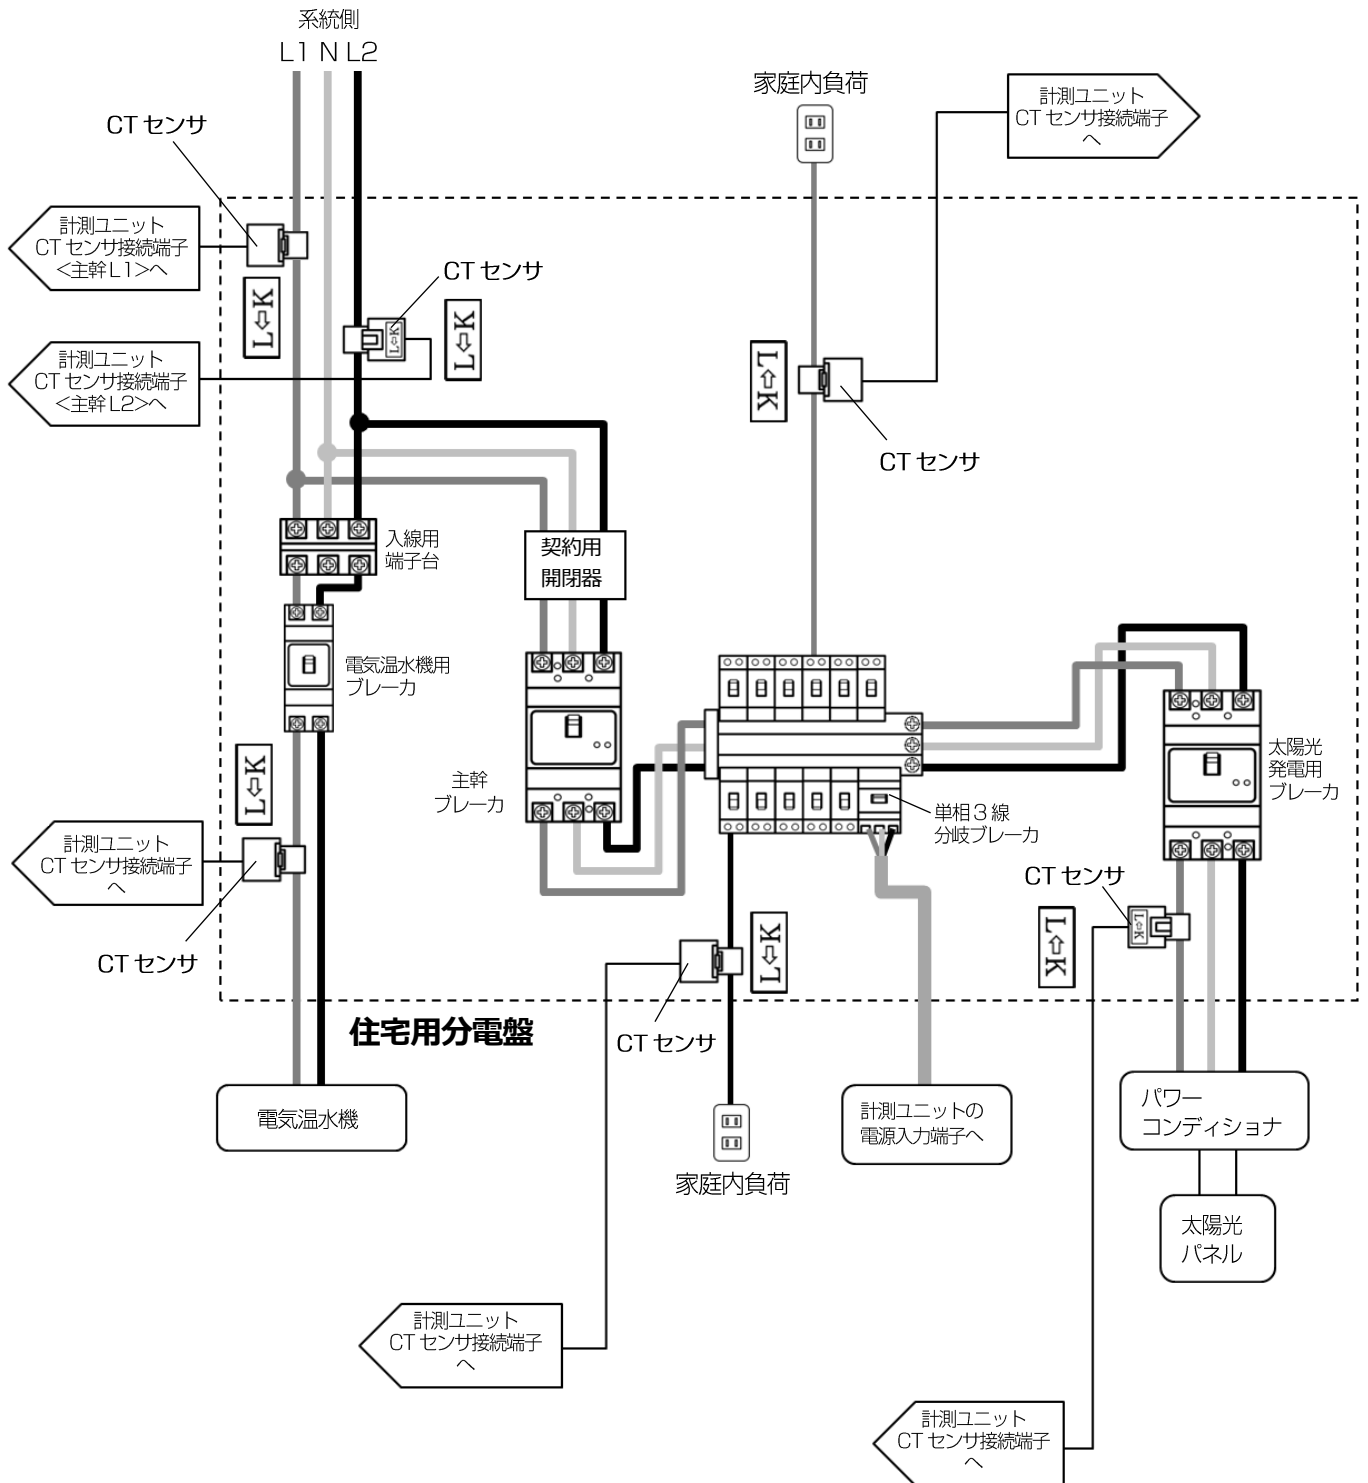 系統側
L1 N L2
CT センサ
計測ユニット
CT センサ接続端子
<主幹 L1>へ
L⇔K
CT センサ
L⇔K
L⇔K
計測ユニット
CT センサ接続端子
<主幹 L2>へ
家庭内負荷
計測ユニット
CT センサ接続端子
へ
L⇔K
CT センサ
入線用
端子台
契約用
開閉器
電気温水機用
ブレーカ
主幹
ブレーカ
単相3線
分岐ブレーカ
太陽光
発電用
ブレーカ
L⇔K
計測ユニット
CT センサ接続端子
へ
CT センサ
L⇔K
CT センサ
CT センサ
L⇔K
L⇔K
住宅用分電盤
電気温水機
家庭内負荷
計測ユニットの
電源入力端子へ
パワー
コンディショナ
太陽光
パネル
計測ユニット
CT センサ接続端子
へ
計測ユニット
CT センサ接続端子
へ